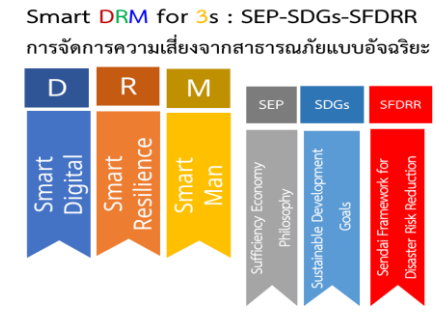 Smart DRM for 3s : SEP-SDGs-SFDRR
การจัดการความเสี่ยงจากสาธารณภัยแบบอัจฉริยะ
D
R
M
SEP
SDGs
SFDRR
Smart
Digital
Smart
Resilience
Smart
Man
Sufficiency Economy
Philosophy
Sustainable Development
Goals
Sendai Framework for
Disaster Risk Reduction